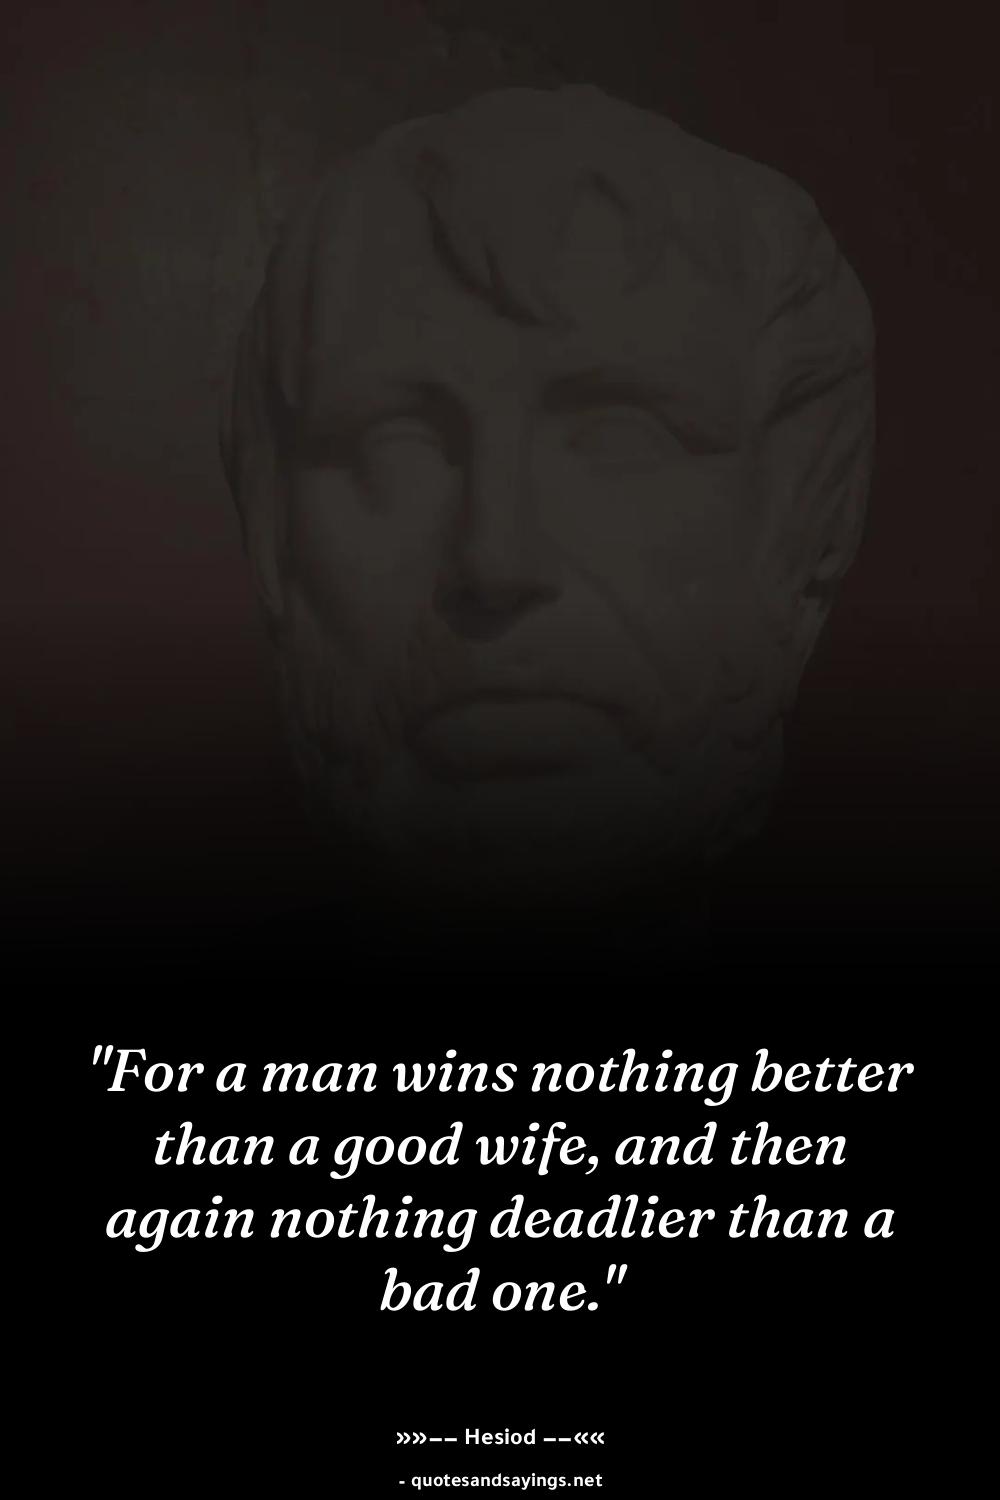 "For a man wins nothing better
than a good wife, and then
again nothing deadlier than a
bad one."
»»–– Hesiod ––««
- quotesandsayings.net